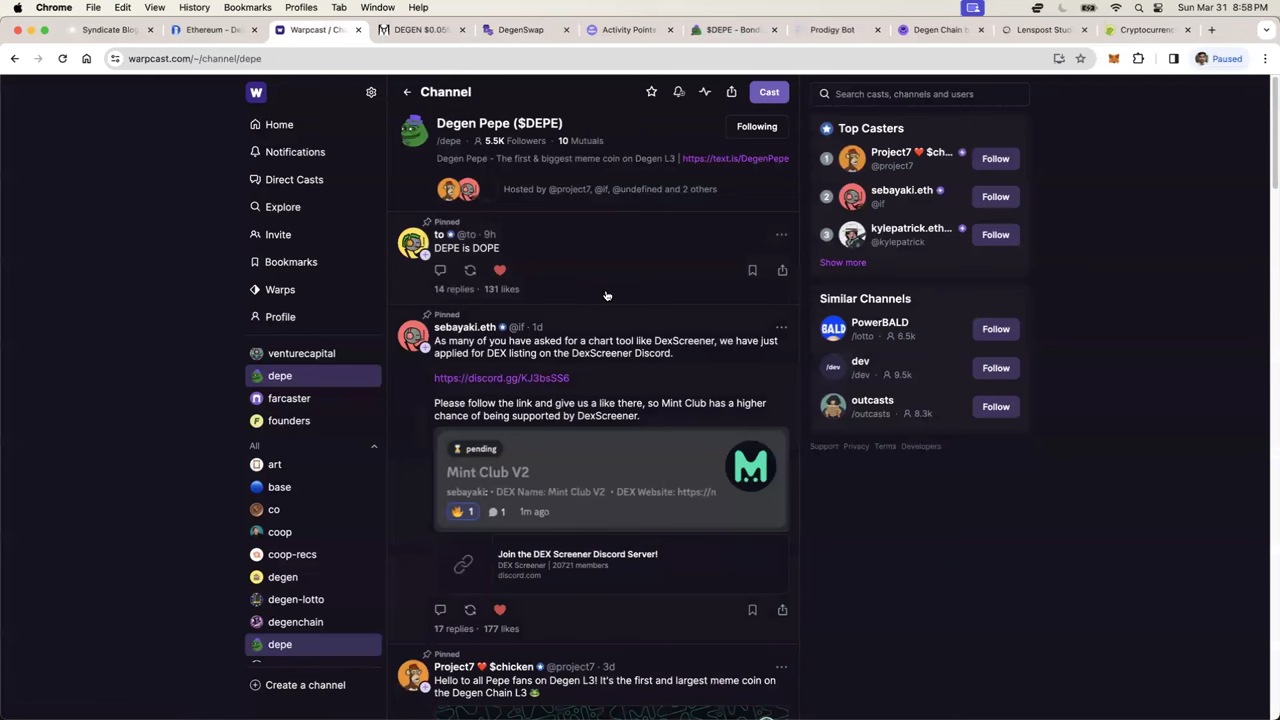 Chrome File Edit View History Bookmarks Profiles Tab Window Help Sun Mar 31 8:58 PM
Syndicate Blog Ethereum - De Warpcast / Cha DEGEN $0.05 DegenSwap Activity Points $DEPE - Bond Prodigy Bot Degen Chain b Lenspost Stud Cryptocurrenc
warpcast.com/~/channel/depe Paused
Home
Notifications
Direct Casts
Explore
Invite
Bookmarks
Warps
Profile
venturecapital
depe
farcaster
founders
All
art
base
co
coop
coop-recs
degen
degen-lotto
degenchain
depe
Create a channel
Channel Cast
Degen Pepe ($DEPE) Following
/depe · 5.5K Followers · 10 Mutuals
Degen Pepe - The first & biggest meme coin on Degen L3 | https://text.is/DegenPepe
Hosted by @project7, @if, @undefined and 2 others
Pinned
to @to · 9h
DEPE is DOPE
14 replies · 131 likes
Pinned
sebayaki.eth @if · 1d
As many of you have asked for a chart tool like DexScreener, we have just
applied for DEX listing on the DexScreener Discord.
https://discord.gg/KJ3bsSS6
Please follow the link and give us a like there, so Mint Club has a higher
chance of being supported by DexScreener.
pending
Mint Club V2
sebayaki: • DEX Name: Mint Club V2 • DEX Website: https://n
1 1 1m ago
M
Join the DEX Screener Discord Server!
DEX Screener | 20721 members
discord.com
17 replies · 177 likes
Pinned
Project7 ❤️ $chicken @project7 · 3d
Hello to all Pepe fans on Degen L3! It's the first and largest meme coin on
the Degen Chain L3
Search casts, channels and users
Top Casters
1 Project7 ❤️ $ch... Follow
@project7
2 sebayaki.eth Follow
@if
3 kylepatrick.eth... Follow
@kylepatrick
Show more
Similar Channels
BALD PowerBALD Follow
/lotto · 6.5k
/dev dev Follow
/dev · 9.5k
outcasts Follow
/outcasts · 8.3k
Support Privacy Terms Developers